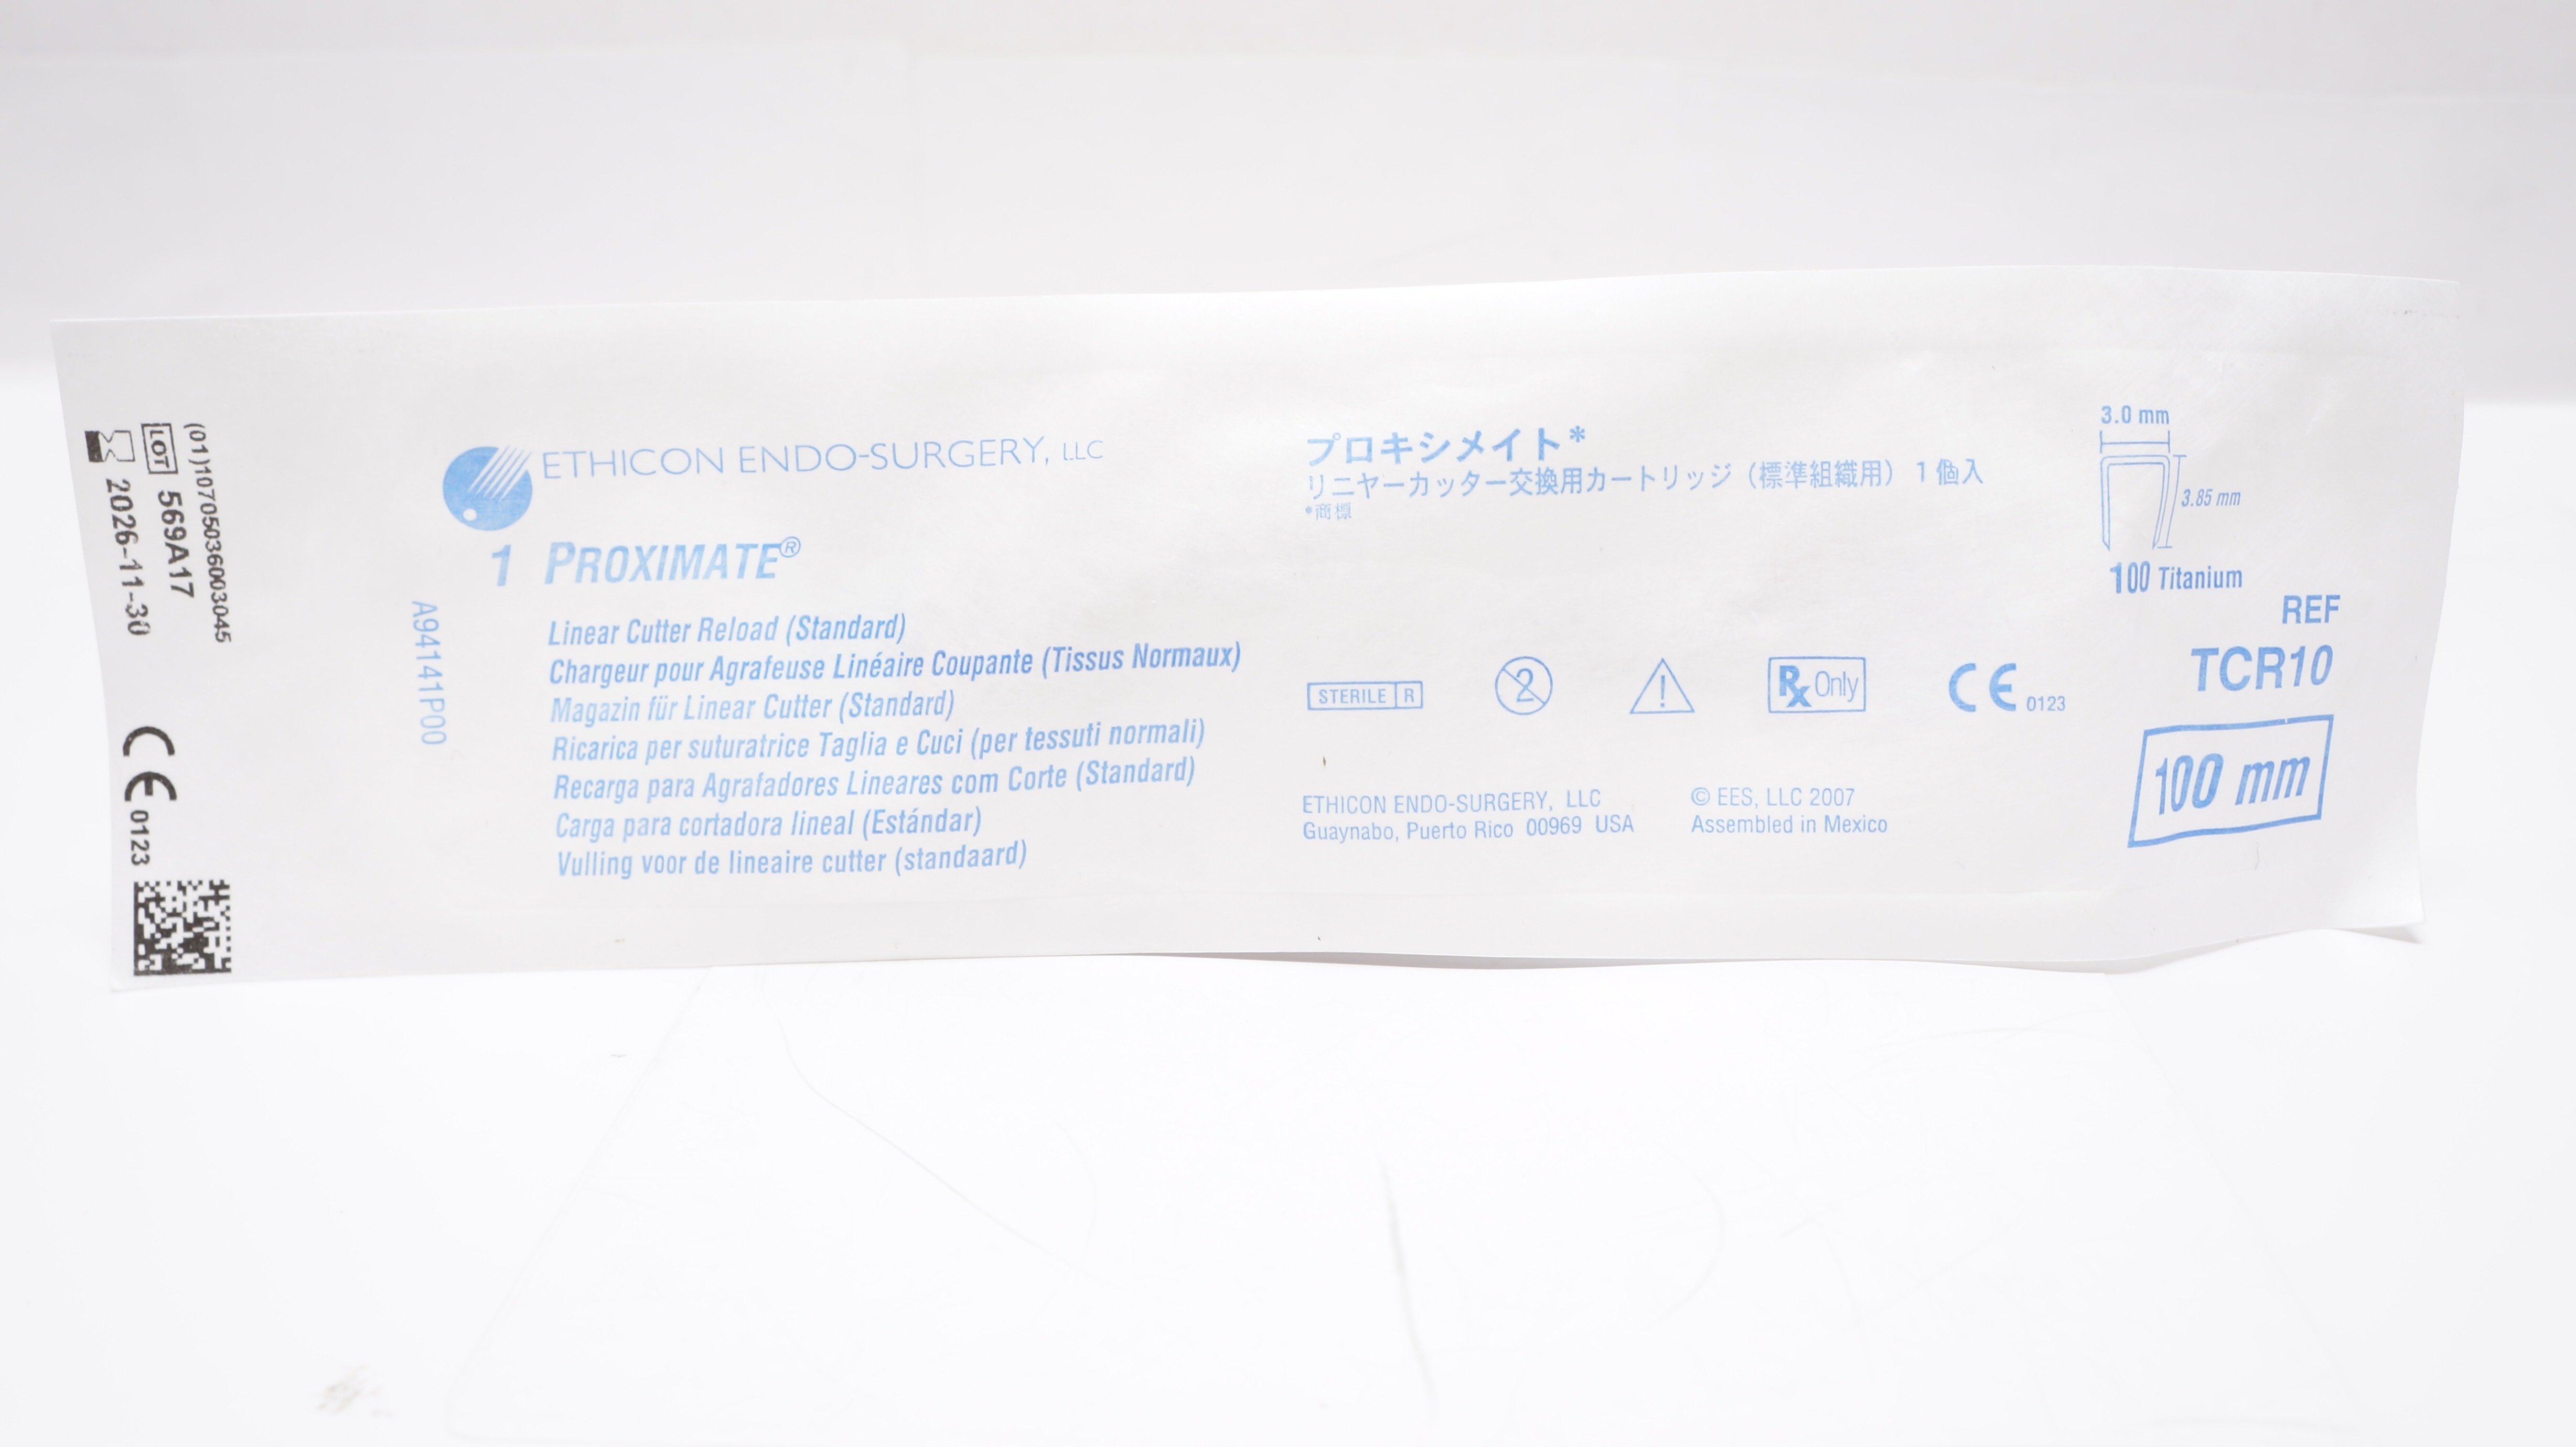 (01)10705036003045
LOT 569A17
2026-11-30
CE 0123
A94141P00
ETHICON ENDO-SURGERY, LLC
1 PROXIMATE®
Linear Cutter Reload (Standard)
Chargeur pour Agrafeuse Linéaire Coupante (Tissus Normaux)
Magazin für Linear Cutter (Standard)
Ricarica per suturatrice Taglia e Cuci (per tessuti normali)
Recarga para Agrafadores Lineares com Corte (Standard)
Carga para cortadora lineal (Estándar)
Vulling voor de lineaire cutter (standaard)
プロキシメイト*
リニヤーカッター交換用カートリッジ（標準組織用）1個入
*商標
STERILE R
2
!
Rx Only
CE 0123
ETHICON ENDO-SURGERY, LLC
Guaynabo, Puerto Rico 00969 USA
© EES, LLC 2007
Assembled in Mexico
3.0 mm
3.85 mm
100 Titanium
REF
TCR10
100 mm